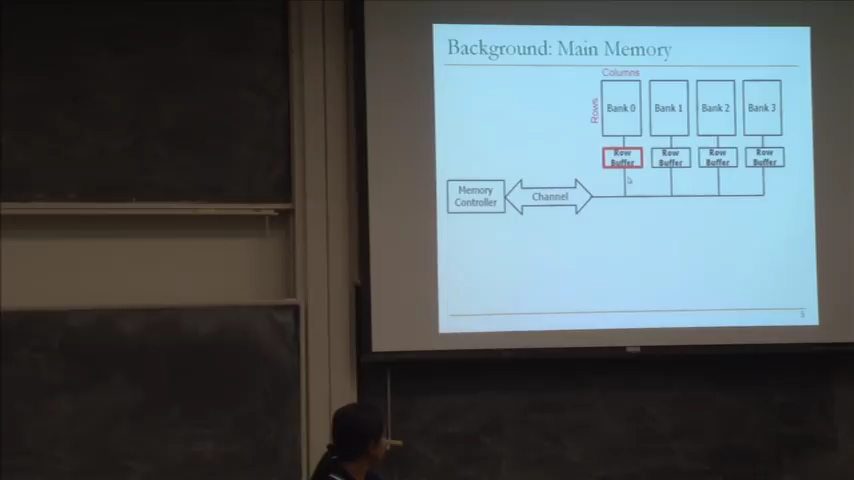 Background: Main Memory
Columns
Rows
Bank 0
Bank 1
Bank 2
Bank 3
Row
Buffer
Row
Buffer
Row
Buffer
Row
Buffer
Memory
Controller
Channel
5